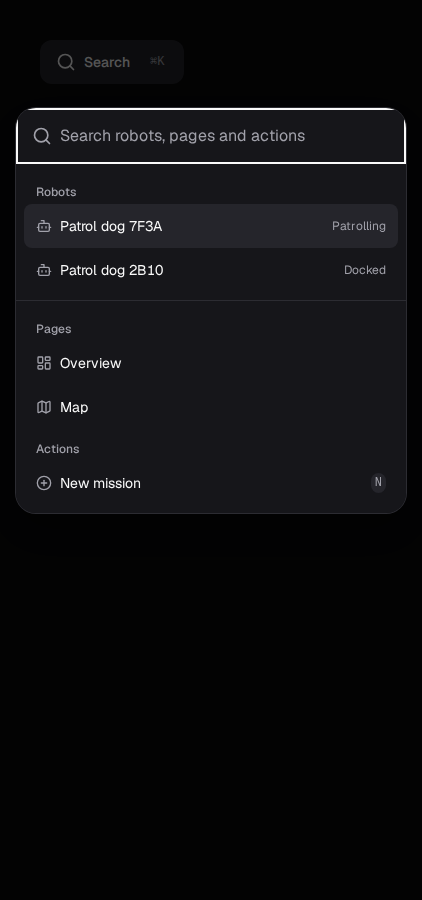 Search ⌘K
Search robots, pages and actions
Robots
Patrol dog 7F3A Patrolling
Patrol dog 2B10 Docked
Pages
Overview
Map
Actions
New mission N